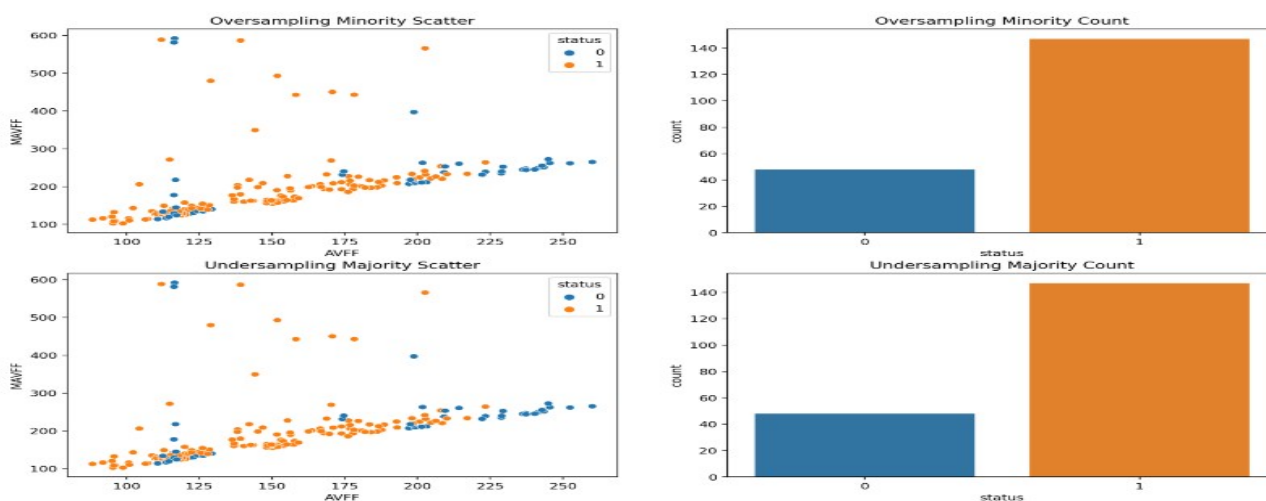 Oversampling Minority Scatter
600
500
400
300
200
100
MAVFF
status
0
1
100 125 150 175 200 225 250
AVFF
Oversampling Minority Count
140
120
100
80
60
40
20
0
count
0 1
status
Undersampling Majority Scatter
600
500
400
300
200
100
MAVFF
status
0
1
100 125 150 175 200 225 250
AVFF
Undersampling Majority Count
140
120
100
80
60
40
20
0
count
0 1
status